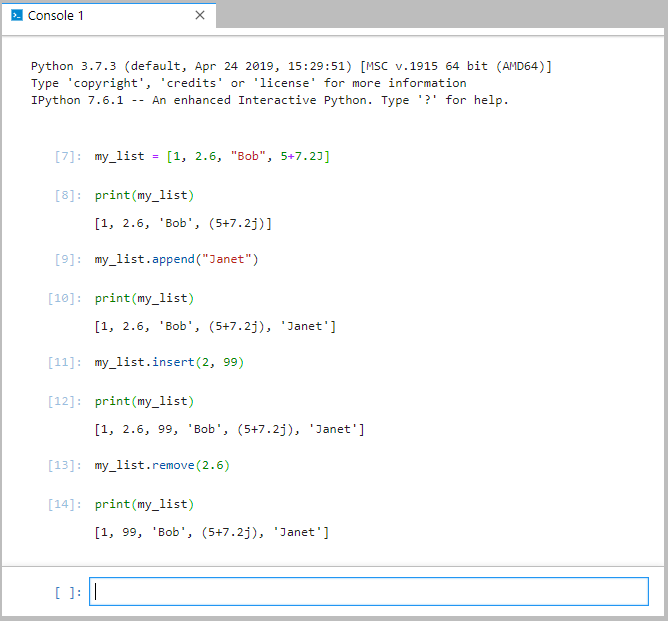 Console 1
Python 3.7.3 (default, Apr 24 2019, 15:29:51) [MSC v.1915 64 bit (AMD64)]
Type 'copyright', 'credits' or 'license' for more information
IPython 7.6.1 -- An enhanced Interactive Python. Type '?' for help.
[7]: my_list = [1, 2.6, "Bob", 5+7.2J]
[8]: print(my_list)
[1, 2.6, 'Bob', (5+7.2j)]
[9]: my_list.append("Janet")
[10]: print(my_list)
[1, 2.6, 'Bob', (5+7.2j), 'Janet']
[11]: my_list.insert(2, 99)
[12]: print(my_list)
[1, 2.6, 99, 'Bob', (5+7.2j), 'Janet']
[13]: my_list.remove(2.6)
[14]: print(my_list)
[1, 99, 'Bob', (5+7.2j), 'Janet']
[ ]: